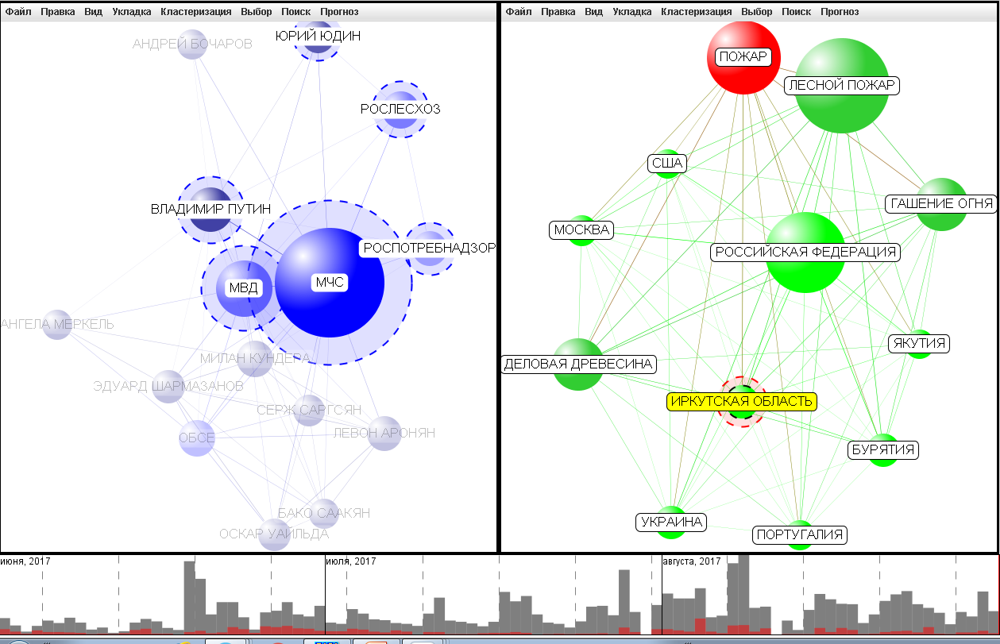 Файл Правка Вид Укладка Кластеризация Выбор Поиск Прогноз
АНДРЕЙ БОЧАРОВ
ЮРИЙ ЮДИН
РОСЛЕСХОЗ
ВЛАДИМИР ПУТИН
РОСПОТРЕБНАДЗОР
МВД
МЧС
АНГЕЛА МЕРКЕЛЬ
МИЛАН КУНДЕРА
ЭДУАРД ШАРМАЗАНОВ
СЕРЖ САРГСЯН
ЛЕВОН АРОНЯН
ОБСЕ
БАКО СААКЯН
ОСКАР УАЙЛЬДА
Файл Правка Вид Укладка Кластеризация Выбор Поиск Прогноз
ПОЖАР
ЛЕСНОЙ ПОЖАР
США
ГАШЕНИЕ ОГНЯ
МОСКВА
РОССИЙСКАЯ ФЕДЕРАЦИЯ
ЯКУТИЯ
ДЕЛОВАЯ ДРЕВЕСИНА
ИРКУТСКАЯ ОБЛАСТЬ
БУРЯТИЯ
УКРАИНА
ПОРТУГАЛИЯ
июня, 2017
июля, 2017
августа, 2017